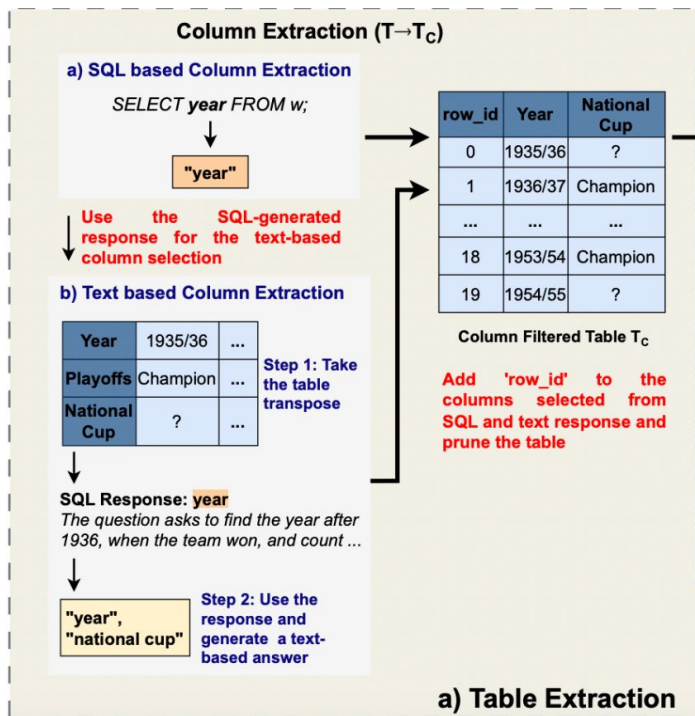 Column Extraction (T→T_C)
a) SQL based Column Extraction
SELECT year FROM w;
"year"
Use the SQL-generated
response for the text-based
column selection
b) Text based Column Extraction
Year 1935/36 ...
Playoffs Champion ...
National Cup ? ...
Step 1: Take
the table
transpose
SQL Response: year
The question asks to find the year after
1936, when the team won, and count ...
"year",
"national cup"
Step 2: Use the
response and
generate a text-
based answer
row_id Year National Cup
0 1935/36 ?
1 1936/37 Champion
... ... ...
18 1953/54 Champion
19 1954/55 ?
Column Filtered Table T_C
Add 'row_id' to the
columns selected from
SQL and text response and
prune the table
a) Table Extraction